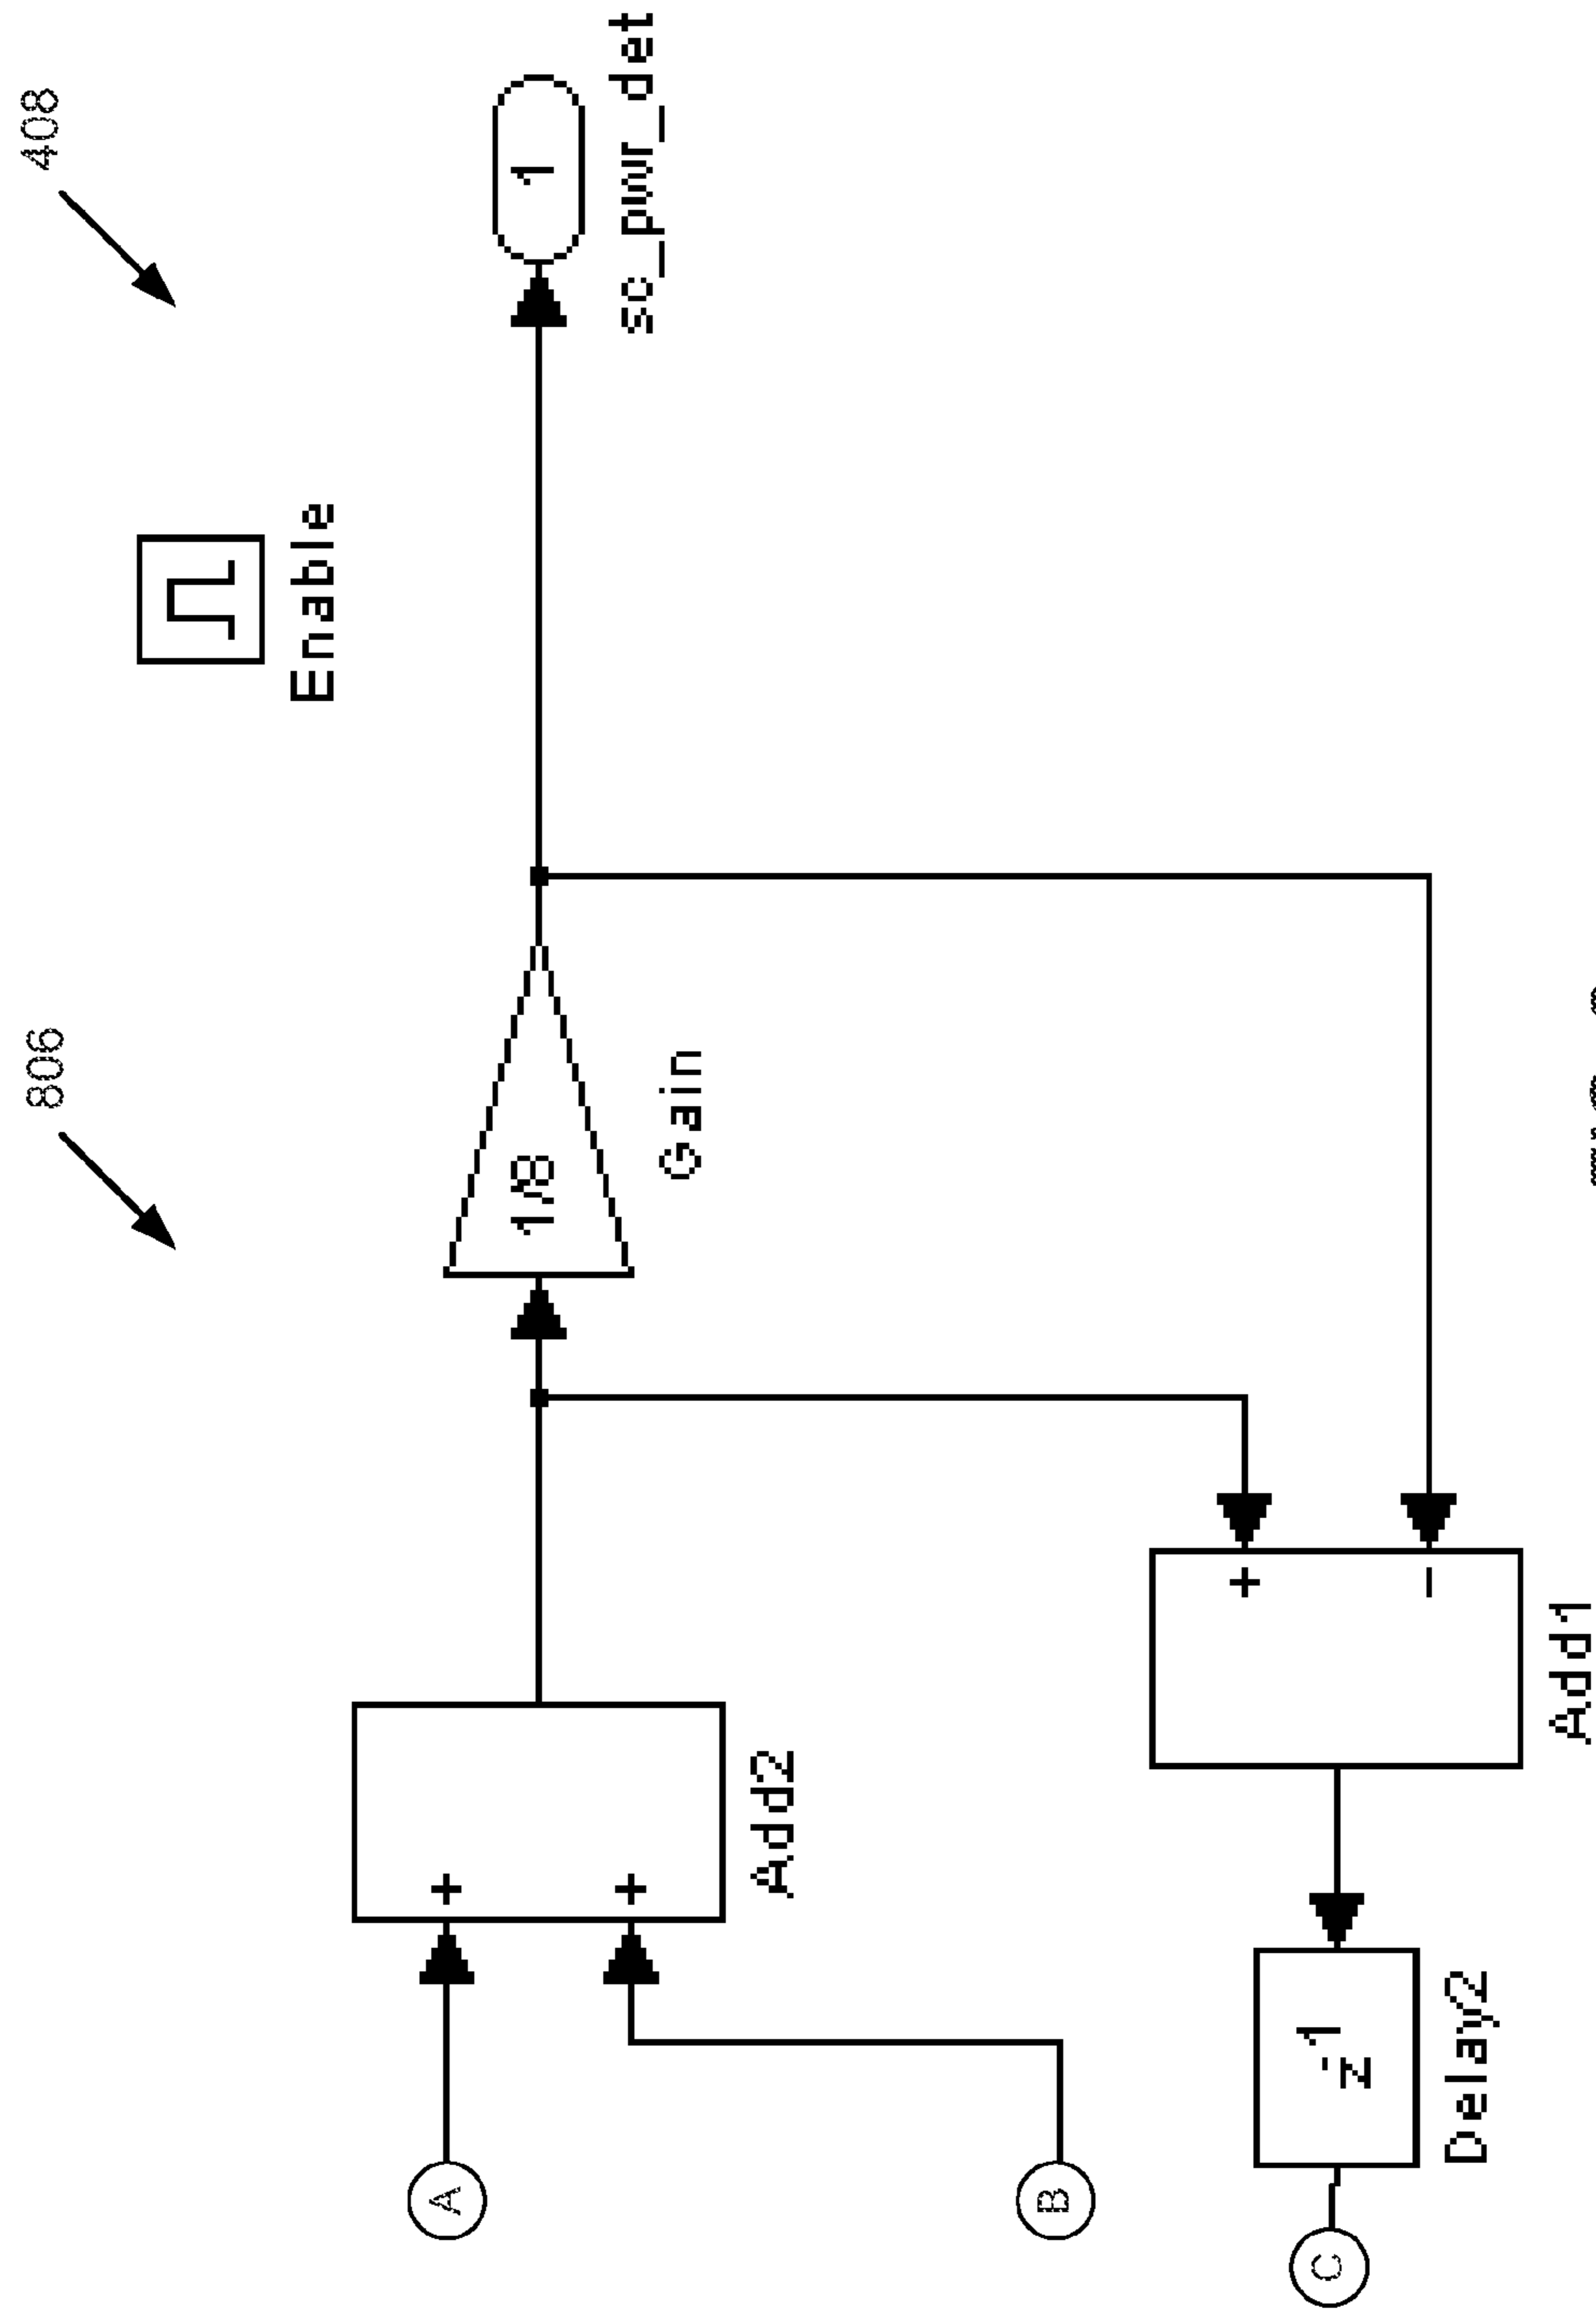 408
806
Enable
1
sc_pwr_det
1/8
Gain
+
+
Add2
+
−
Add1
z-1
Delay2
A
B
C